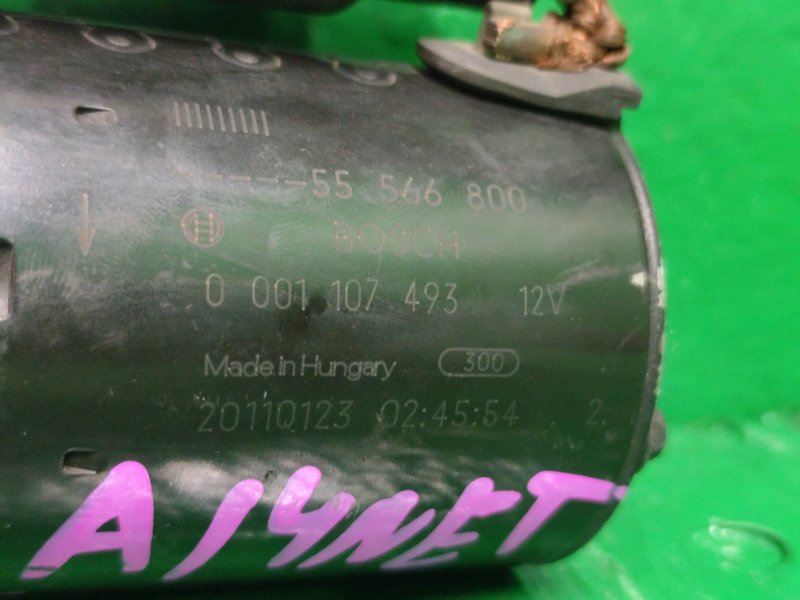 ----55 566 800
BOSCH
0 001 107 493 12V
Made in Hungary 300
20110123 02:45:54 2.
A14NET